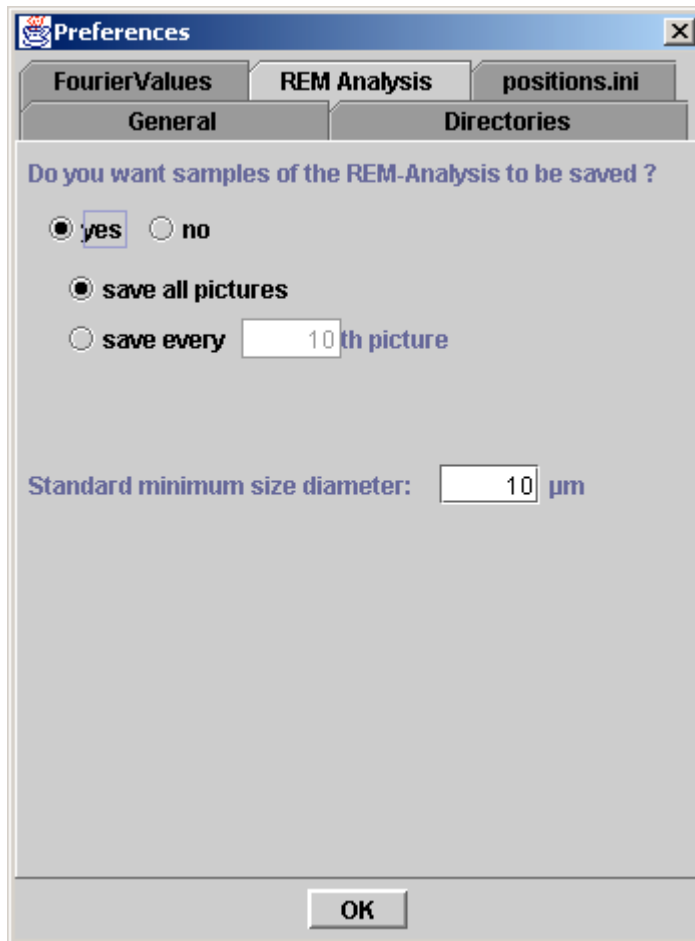 Preferences
FourierValues REM Analysis positions.ini
General Directories
Do you want samples of the REM-Analysis to be saved ?
yes no
save all pictures
save every 10 th picture
Standard minimum size diameter: 10 µm
OK